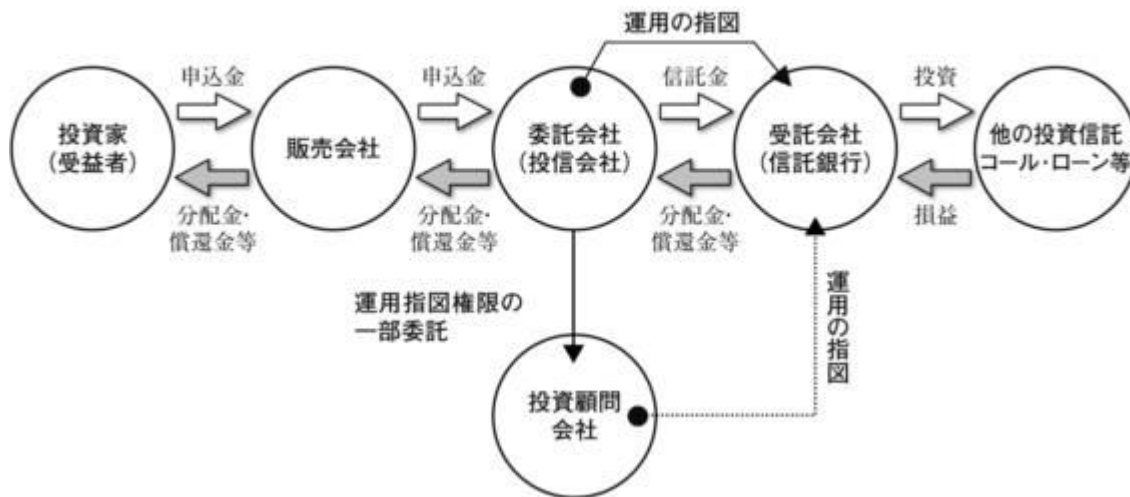 運用の指図
申込金
申込金
信託金
投資
投資家
(受益者)
販売会社
委託会社
(投信会社)
受託会社
(信託銀行)
他の投資信託
コール・ローン等
分配金・
償還金等
分配金・
償還金等
分配金・
償還金等
損益
運用指図権限の
一部委託
運用の指図
投資顧問
会社